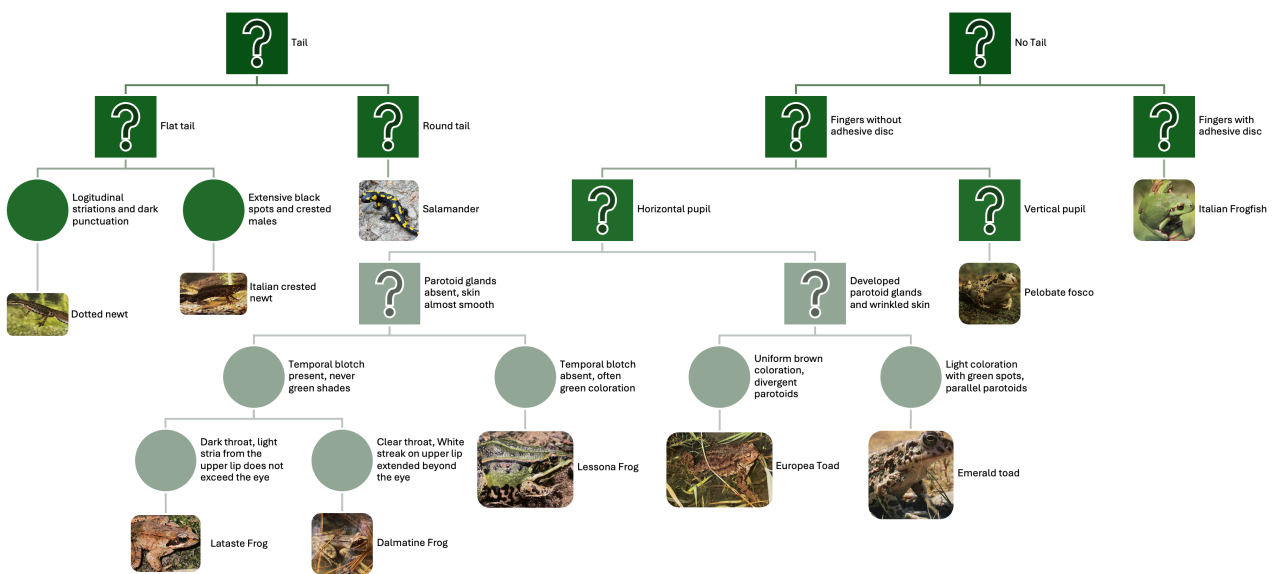 Tail
No Tail
Flat tail
Round tail
Fingers without
adhesive disc
Fingers with
adhesive disc
Logitudinal
striations and dark
punctuation
Extensive black
spots and crested
males
Salamander
Horizontal pupil
Vertical pupil
Italian Frogfish
Dotted newt
Italian crested
newt
Parotoid glands
absent, skin
almost smooth
Developed
parotoid glands
and wrinkled skin
Pelobate fosco
Temporal blotch
present, never
green shades
Temporal blotch
absent, often
green coloration
Uniform brown
coloration,
divergent
parotoids
Light coloration
with green spots,
parallel parotoids
Dark throat, light
stria from the
upper lip does not
exceed the eye
Clear throat, White
streak on upper lip
extended beyond
the eye
Lessona Frog
Europea Toad
Emerald toad
Lataste Frog
Dalmatine Frog